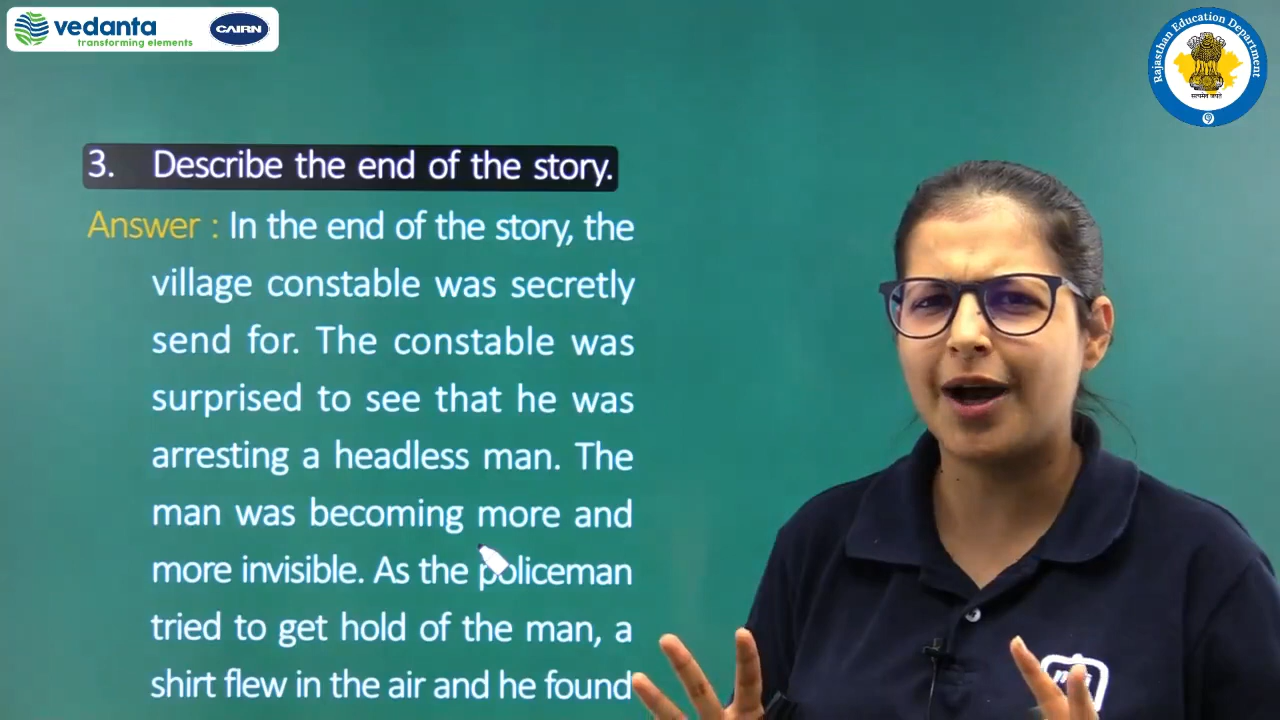 vedanta
transforming elements
CAIRN
Rajasthan Education Department
सत्यमेव जयते
3. Describe the end of the story.
Answer : In the end of the story, the
village constable was secretly
send for. The constable was
surprised to see that he was
arresting a headless man. The
man was becoming more and
more invisible. As the policeman
tried to get hold of the man, a
shirt flew in the air and he found